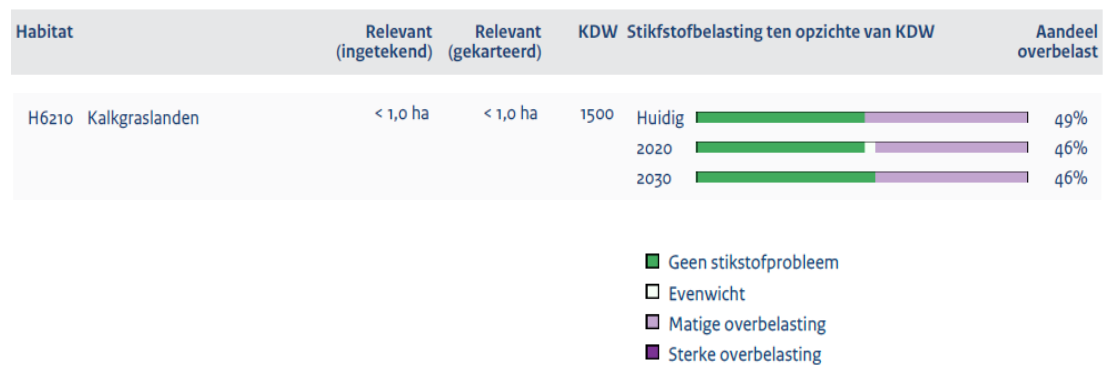 Habitat Relevant (ingetekend) Relevant (gekarteerd) KDW Stikfstofbelasting ten opzichte van KDW Aandeel overbelast
H6210 Kalkgraslanden < 1,0 ha < 1,0 ha 1500 Huidig 49%
2020 46%
2030 46%
Geen stikstofprobleem
Evenwicht
Matige overbelasting
Sterke overbelasting